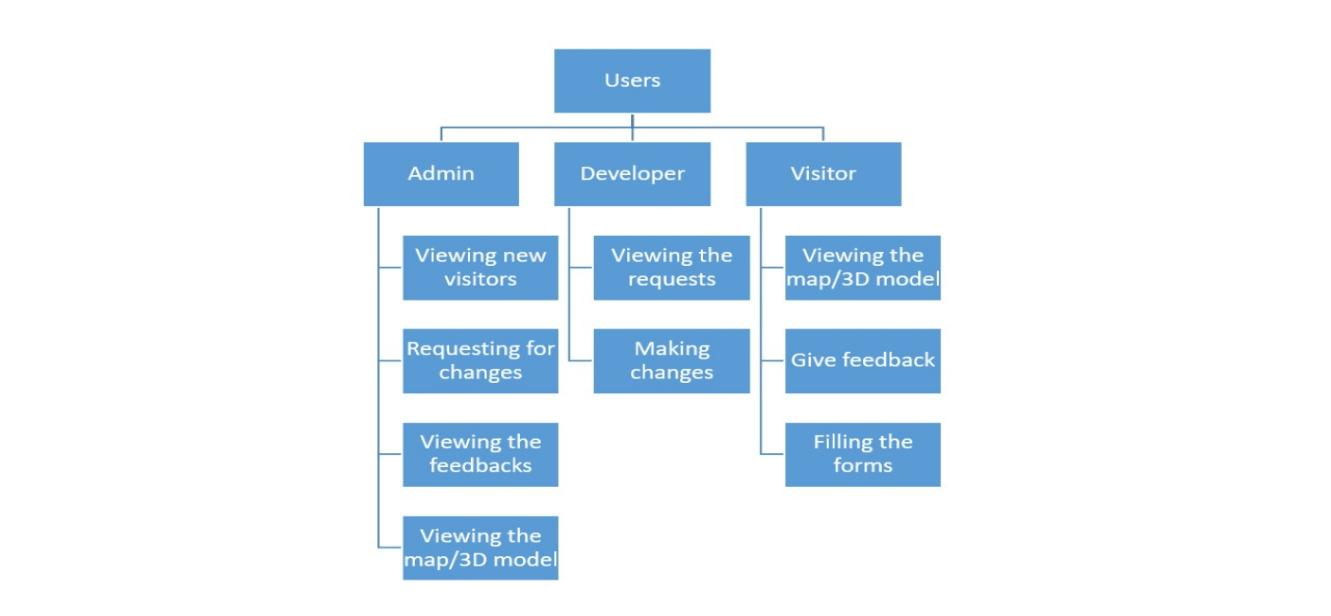 Users
Admin
Developer
Visitor
Viewing new
visitors
Requesting for
changes
Viewing the
feedbacks
Viewing the
map/3D model
Viewing the
requests
Making
changes
Viewing the
map/3D model
Give feedback
Filling the
forms